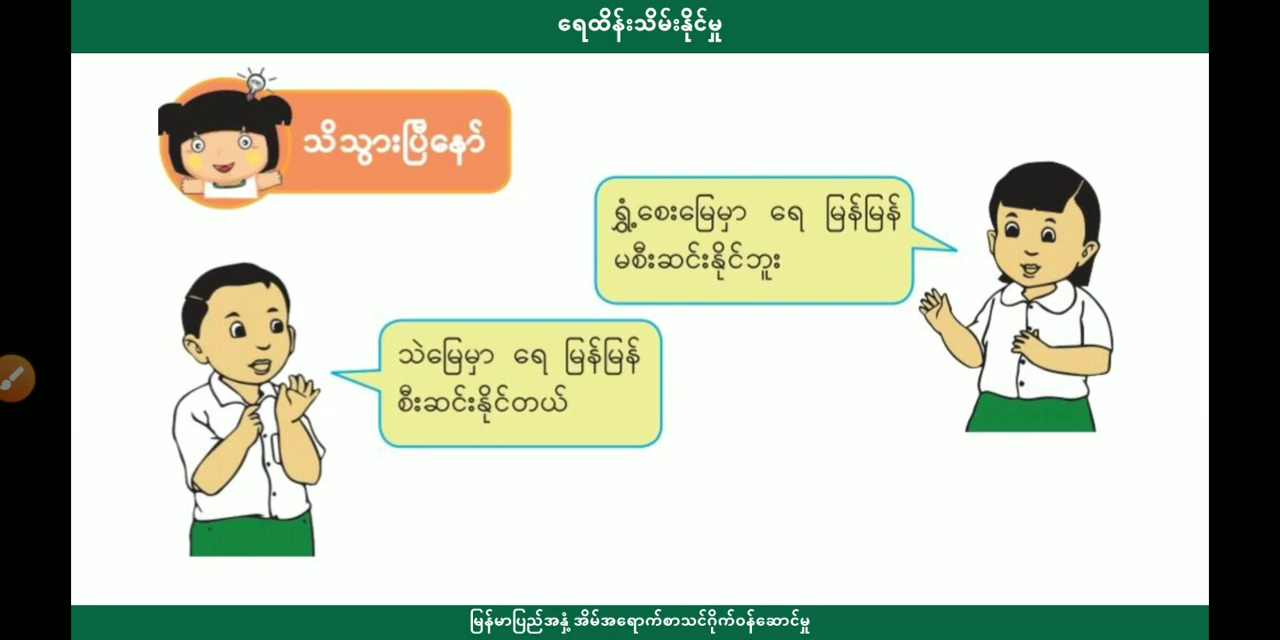 ရေထိန်းသိမ်းနိုင်မှု
သိသွားပြီနော်
ရွှံ့စေးမြေမှာ ရေ မြန်မြန်
မစီးဆင်းနိုင်ဘူး
သဲမြေမှာ ရေ မြန်မြန်
စီးဆင်းနိုင်တယ်
မြန်မာပြည်အနှံ့ အိမ်အရောက်စာသင်ဂိုက်ဝန်ဆောင်မှု